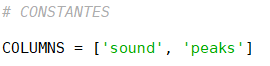 # CONSTANTES
COLUMNS = ['sound', 'peaks']